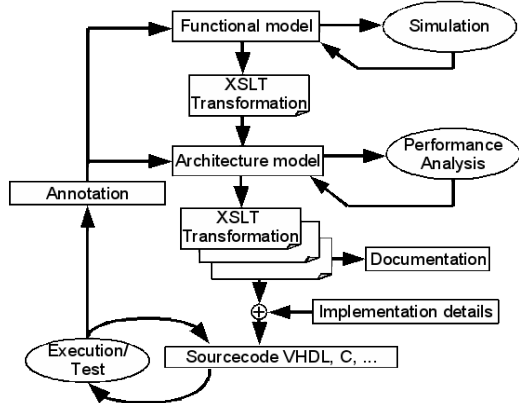 Functional model
Simulation
XSLT
Transformation
Architecture model
Performance
Analysis
Annotation
XSLT
Transformation
Documentation
Implementation details
Execution/
Test
Sourcecode VHDL, C, ...